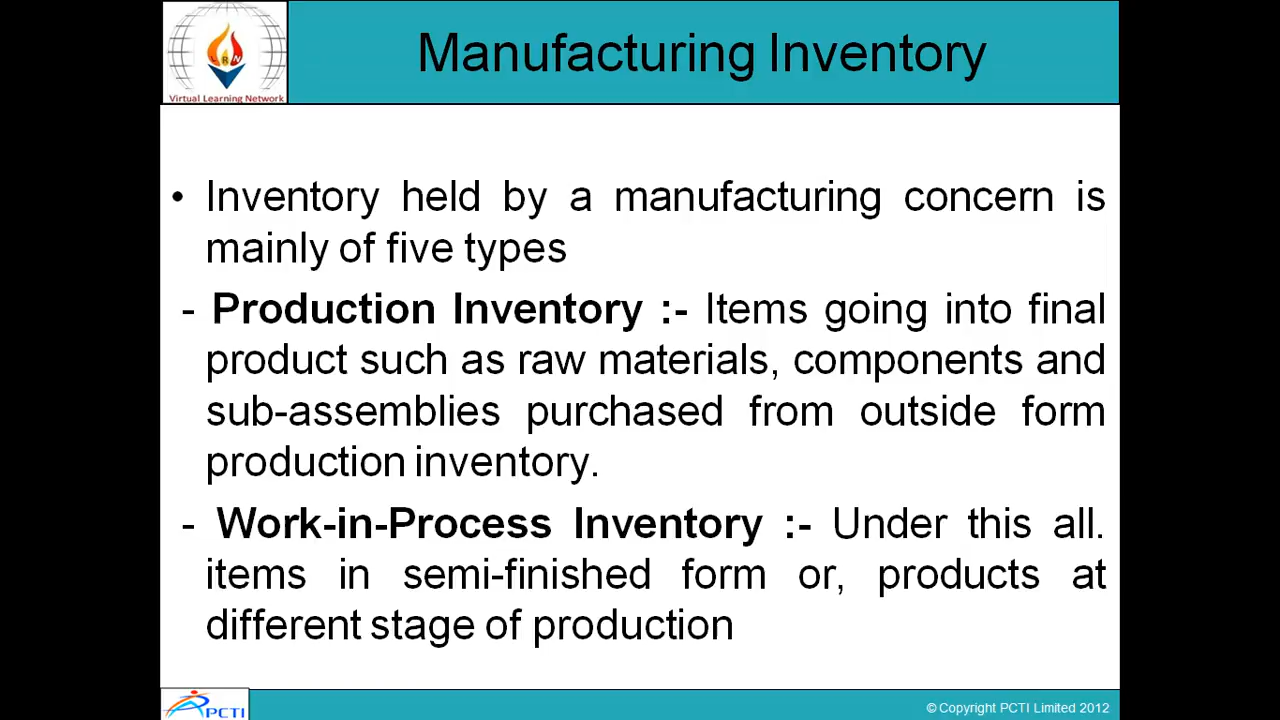 Manufacturing Inventory
LRN
Virtual Learning Network
• Inventory held by a manufacturing concern is
mainly of five types
- Production Inventory :- Items going into final
product such as raw materials, components and
sub-assemblies purchased from outside form
production inventory.
- Work-in-Process Inventory :- Under this all.
items in semi-finished form or, products at
different stage of production
PCTI
© Copyright PCTI Limited 2012